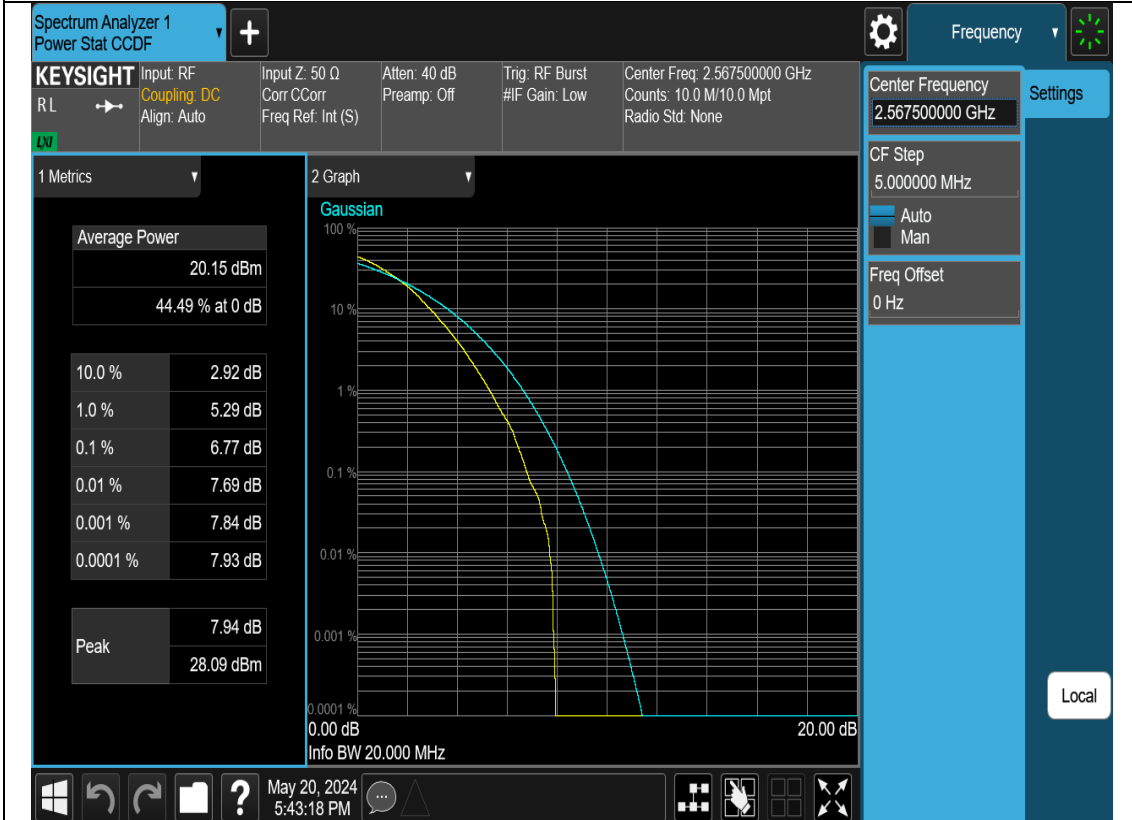 Spectrum Analyzer 1
Power Stat CCDF
+
Frequency
KEYSIGHT
RL
LXI
Input: RF
Coupling: DC
Align: Auto
Input Z: 50 Ω
Corr CCorr
Freq Ref: Int (S)
Atten: 40 dB
Preamp: Off
Trig: RF Burst
#IF Gain: Low
Center Freq: 2.567500000 GHz
Counts: 10.0 M/10.0 Mpt
Radio Std: None
Center Frequency
2.567500000 GHz
Settings
CF Step
5.000000 MHz
Auto
Man
Freq Offset
0 Hz
1 Metrics
Average Power
20.15 dBm
44.49 % at 0 dB
10.0 % 2.92 dB
1.0 % 5.29 dB
0.1 % 6.77 dB
0.01 % 7.69 dB
0.001 % 7.84 dB
0.0001 % 7.93 dB
Peak
7.94 dB
28.09 dBm
2 Graph
Gaussian
100 %
10 %
1 %
0.1 %
0.01 %
0.001 %
0.0001 %
0.00 dB 20.00 dB
Info BW 20.000 MHz
Local
?
May 20, 2024
5:43:18 PM